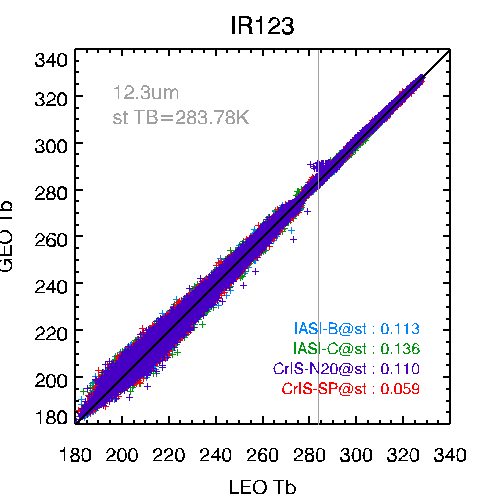 IR123
340
320
300
280
260
240
220
200
180
GEO Tb
12.3um
st TB=283.78K
IASI-B@st : 0.113
IASI-C@st : 0.136
CrIS-N20@st : 0.110
CrIS-SP@st : 0.059
180 200 220 240 260 280 300 320 340
LEO Tb